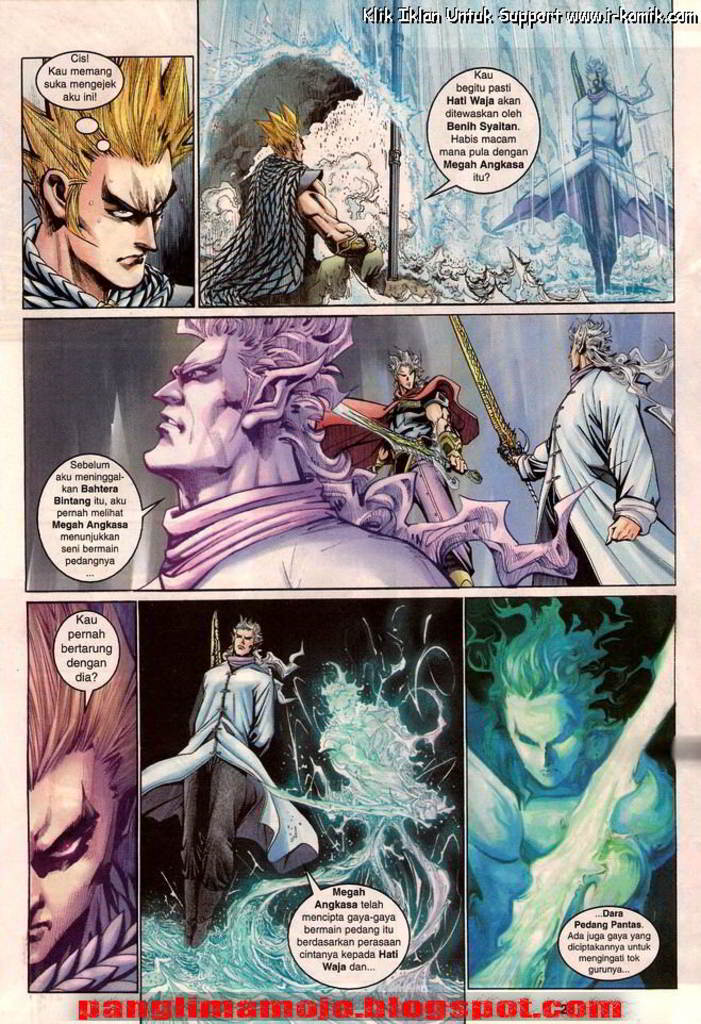 Klik Iklan Untuk Support www.i-komik.com
Cis!
Kau memang
suka mengejek
aku ini!
Kau
begitu pasti
Hati Waja akan
ditewaskan oleh
Benih Syaitan.
Habis macam
mana pula dengan
Megah Angkasa
itu?
Sebelum
aku meninggal-
kan Bahtera
Bintang itu, aku
pernah melihat
Megah Angkasa
menunjukkan
seni bermain
pedangnya
...
Kau
pernah
bertarung
dengan
dia?
Megah
Angkasa telah
mencipta gaya-gaya
bermain pedang itu
berdasarkan perasaan
cintanya kepada Hati
Waja dan...
...Dara
Pedang Pantas.
Ada juga gaya yang
diciptakannya untuk
mengingati tok
gurunya...
panglimamojo.blogspot.com